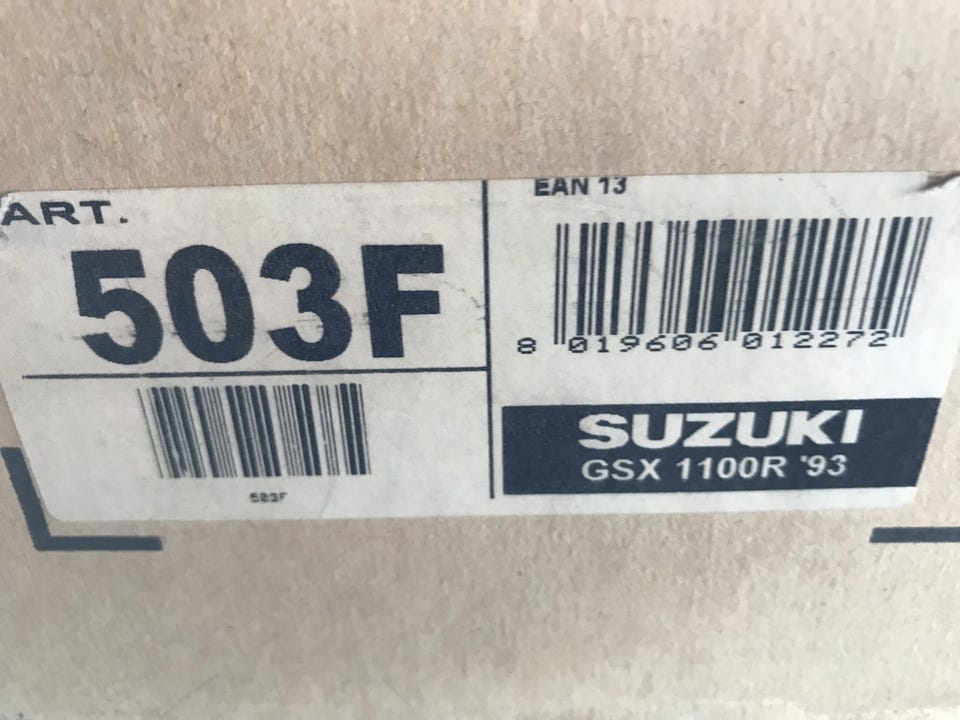 ART.
503F
503F
EAN 13
8 019606 012272
SUZUKI
GSX 1100R '93